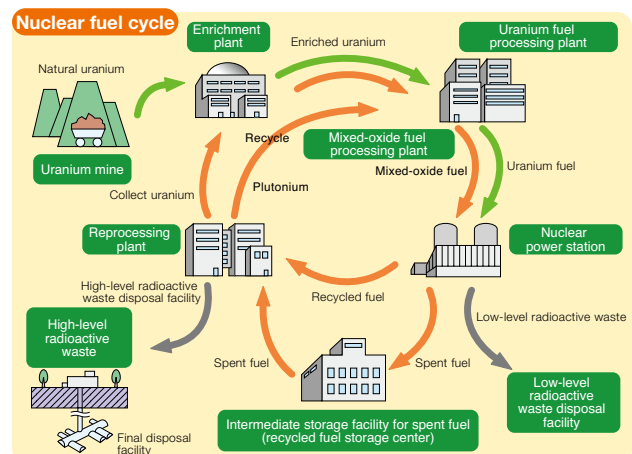 Nuclear fuel cycle
Enrichment
plant
Enriched uranium
Uranium fuel
processing plant
Natural uranium
Uranium mine
Recycle
Mixed-oxide fuel
processing plant
Mixed-oxide fuel
Uranium fuel
Collect uranium
Plutonium
Reprocessing
plant
Nuclear
power station
High-level radioactive
waste disposal facility
Recycled fuel
Low-level radioactive waste
High-level
radioactive
waste
Spent fuel
Spent fuel
Low-level
radioactive
waste disposal
facility
Intermediate storage facility for spent fuel
(recycled fuel storage center)
Final disposal
facility